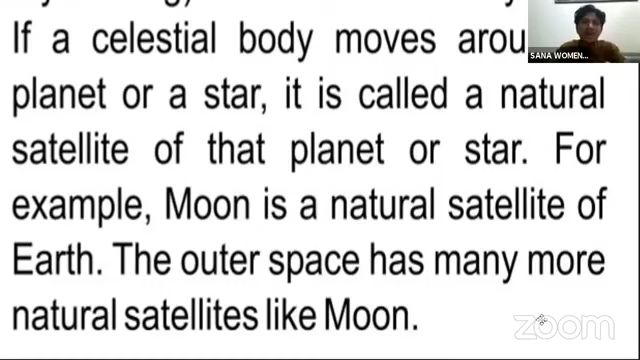 If a celestial body moves arou
SANA WOMEN...
planet or a star, it is called a natural
satellite of that planet or star. For
example, Moon is a natural satellite of
Earth. The outer space has many more
natural satellites like Moon.
zoom